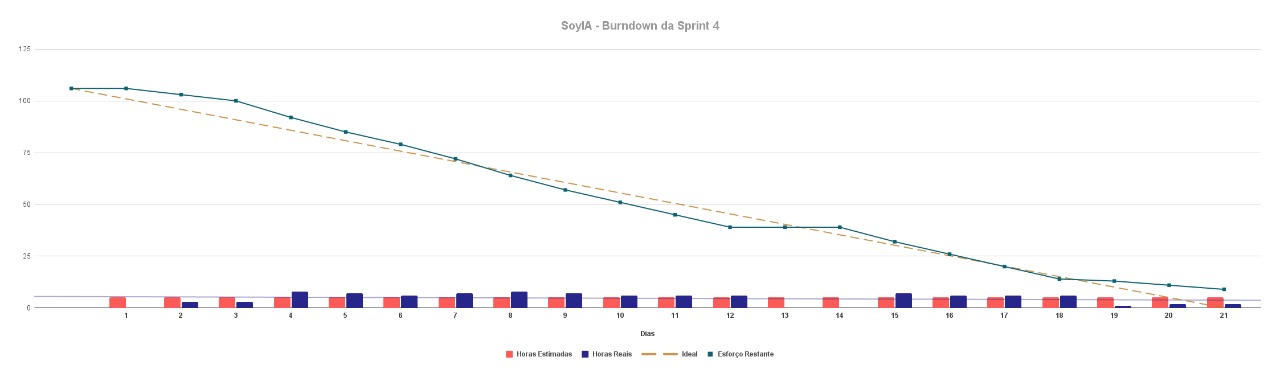 SoyIA - Burndown da Sprint 4
125
100
75
50
25
0
1 2 3 4 5 6 7 8 9 10 11 12 13 14 15 16 17 18 19 20 21
Dias
Horas Estimadas Horas Reais Ideal Esforço Restante